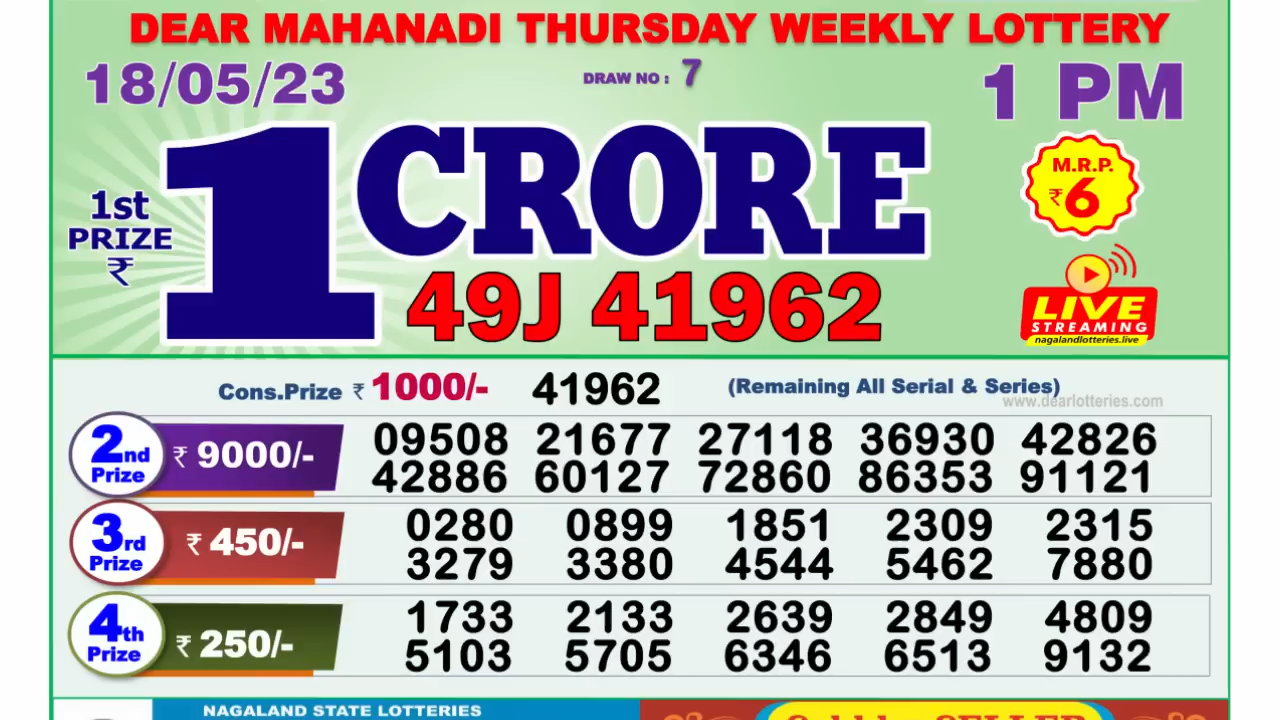 DEAR MAHANADI THURSDAY WEEKLY LOTTERY
18/05/23
DRAW NO : 7
1 PM
1st
PRIZE
₹
1 CRORE
49J 41962
M.R.P.
₹6
LIVE
STREAMING
nagalandlotteries.live
Cons.Prize ₹ 1000/- 41962 (Remaining All Serial & Series)
www.dearlotteries.com
2nd Prize ₹ 9000/-
09508 21677 27118 36930 42826
42886 60127 72860 86353 91121
3rd Prize ₹ 450/-
0280 0899 1851 2309 2315
3279 3380 4544 5462 7880
4th Prize ₹ 250/-
1733 2133 2639 2849 4809
5103 5705 6346 6513 9132
NAGALAND STATE LOTTERIES